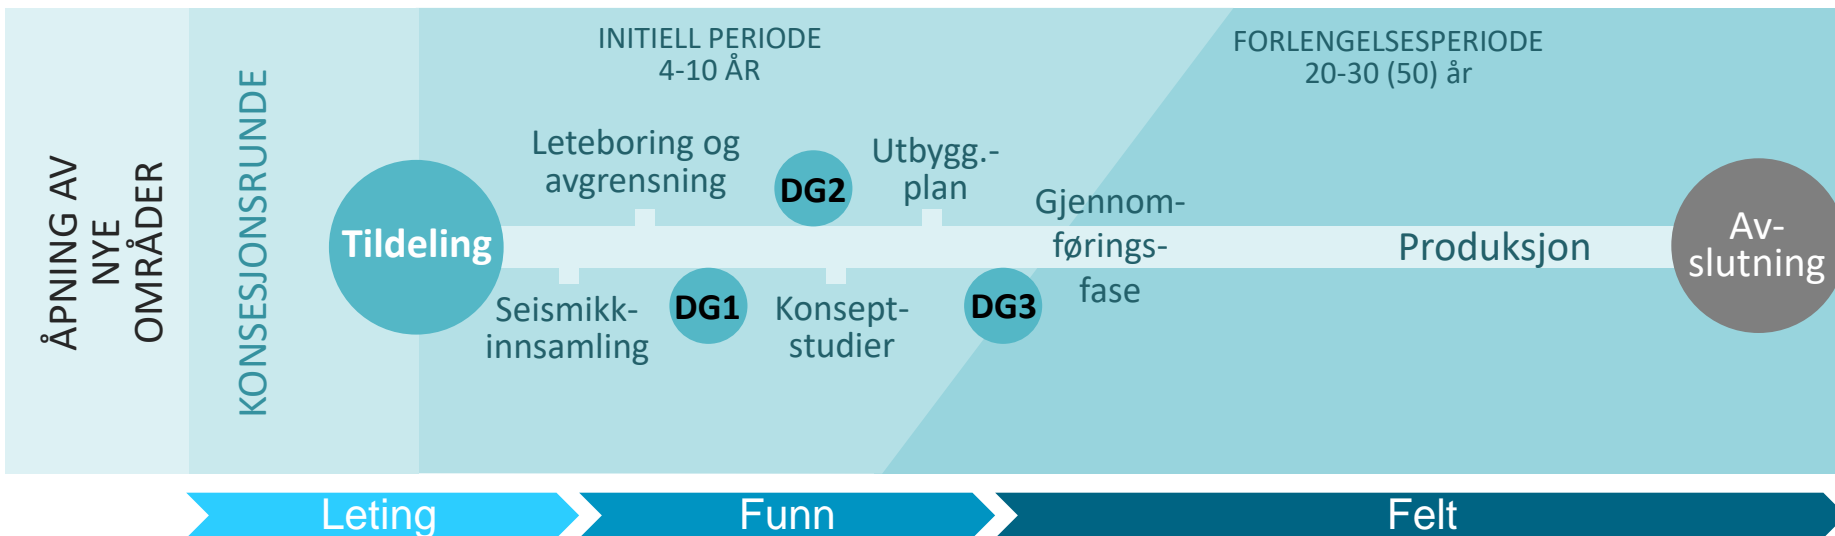 ÅPNING AV
NYE
OMRÅDER
KONSESJONSRUNDE
INITIELL PERIODE
4-10 ÅR
FORLENGELSESPERIODE
20-30 (50) år
Tildeling
Leteboring og
avgrensning
Seismikk-
innsamling
DG1
DG2
Konsept-
studier
Utbygg.-
plan
DG3
Gjennom-
førings-
fase
Produksjon
Av-
slutning
Leting
Funn
Felt